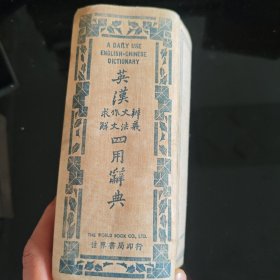 A DAILY USE
ENGLISH-CHINESE
DICTIONARY
英漢
求作文辨
解文法義
四用辭典
THE WORLD BOOK CO., LTD.
世界書局印行